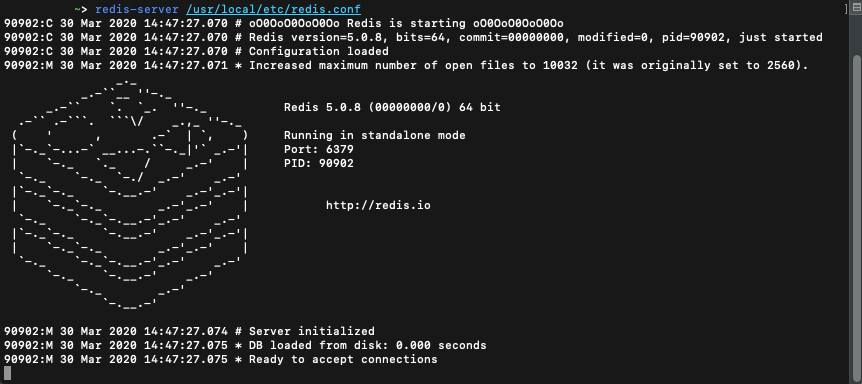 ~> redis-server /usr/local/etc/redis.conf
90902:C 30 Mar 2020 14:47:27.070 # oO0OoO0OoO0Oo Redis is starting oO0OoO0OoO0Oo
90902:C 30 Mar 2020 14:47:27.070 # Redis version=5.0.8, bits=64, commit=00000000, modified=0, pid=90902, just started
90902:C 30 Mar 2020 14:47:27.070 # Configuration loaded
90902:M 30 Mar 2020 14:47:27.071 * Increased maximum number of open files to 10032 (it was originally set to 2560).
Redis 5.0.8 (00000000/0) 64 bit
Running in standalone mode
Port: 6379
PID: 90902
http://redis.io
90902:M 30 Mar 2020 14:47:27.074 # Server initialized
90902:M 30 Mar 2020 14:47:27.075 * DB loaded from disk: 0.000 seconds
90902:M 30 Mar 2020 14:47:27.075 * Ready to accept connections